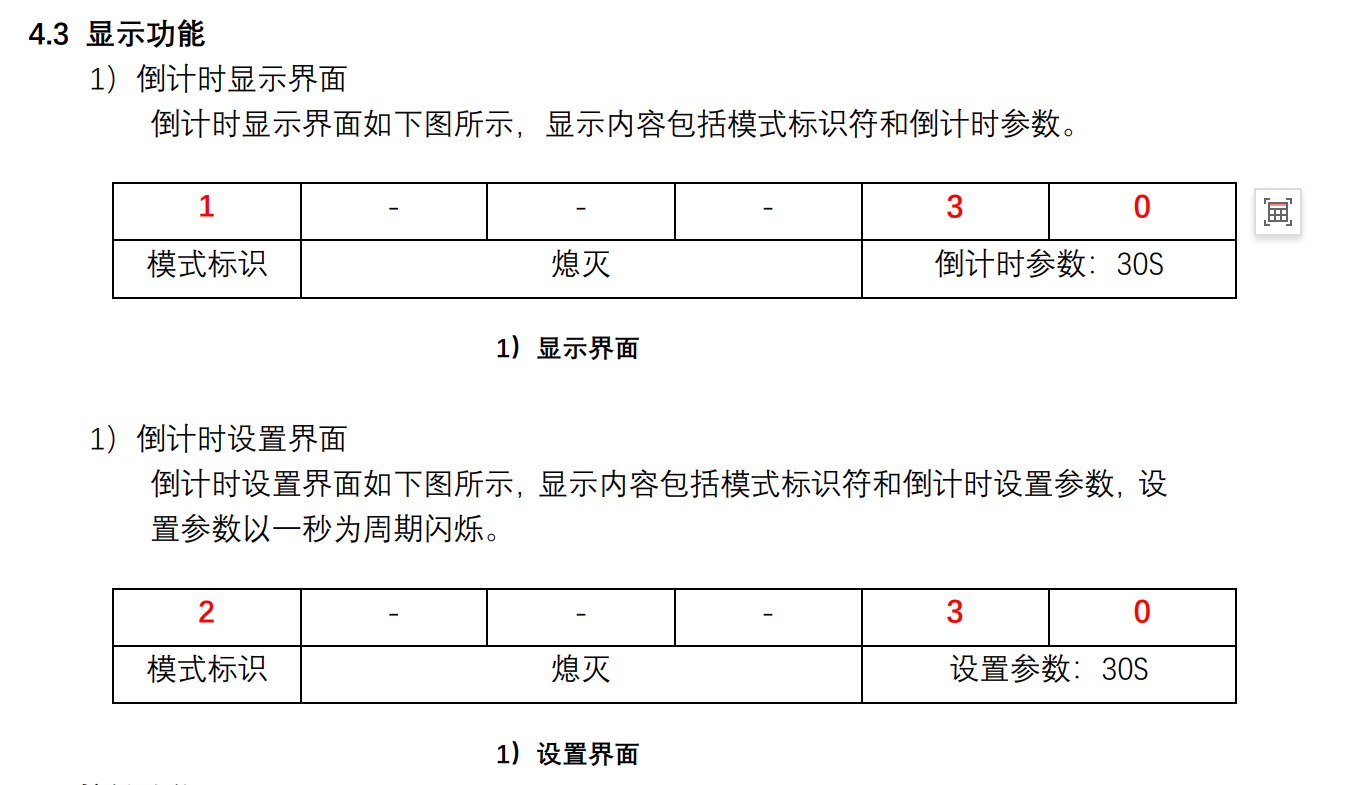 4.3 显示功能
1）倒计时显示界面
倒计时显示界面如下图所示，显示内容包括模式标识符和倒计时参数。
1 - - - 3 0
模式标识 熄灭 倒计时参数：30S
1）显示界面
1）倒计时设置界面
倒计时设置界面如下图所示, 显示内容包括模式标识符和倒计时设置参数, 设
置参数以一秒为周期闪烁。
2 - - - 3 0
模式标识 熄灭 设置参数：30S
1）设置界面